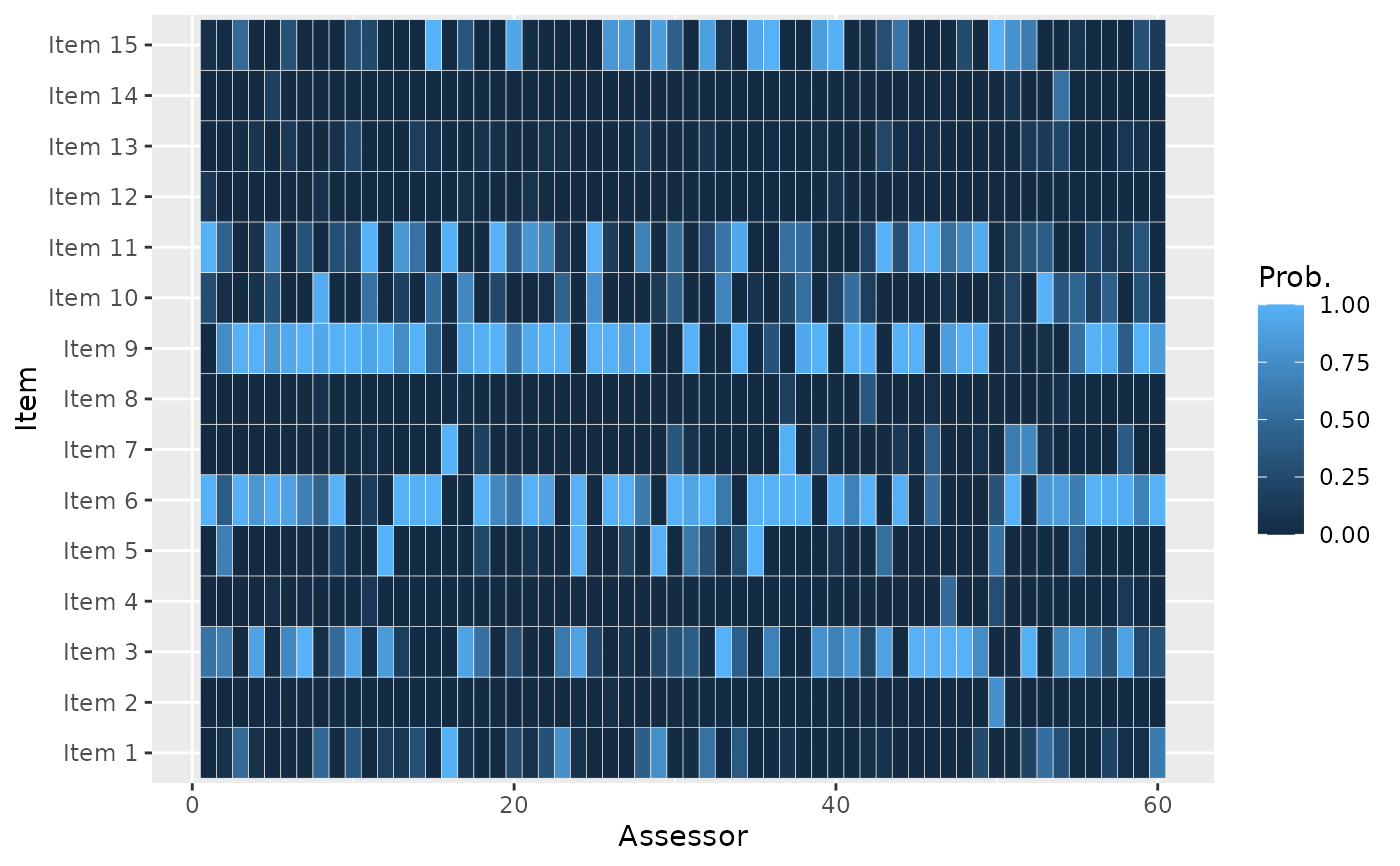 Item 15
Item 14
Item 13
Item 12
Item 11
Item 10
Item 9
Item 8
Item 7
Item 6
Item 5
Item 4
Item 3
Item 2
Item 1
Item
0
20
40
60
Assessor
Prob.
1.00
0.75
0.50
0.25
0.00